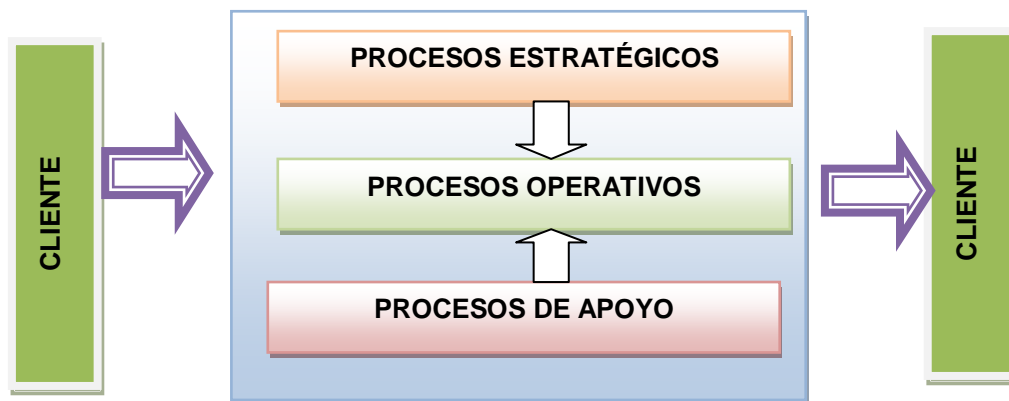 CLIENTE
PROCESOS ESTRATÉGICOS
PROCESOS OPERATIVOS
PROCESOS DE APOYO
CLIENTE